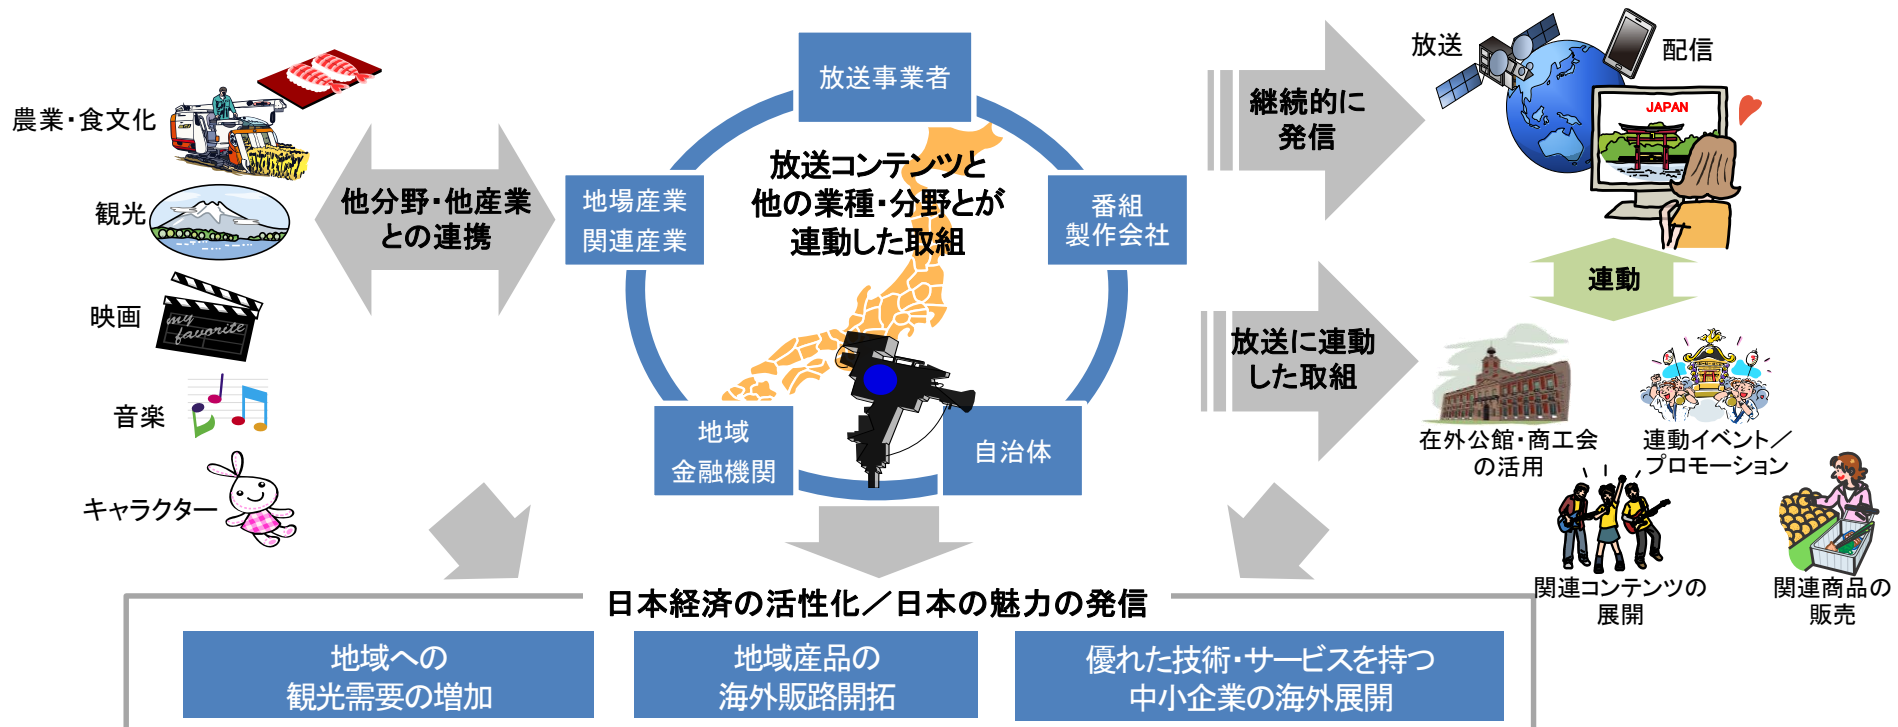 農業・食文化
観光
映画
音楽
キャラクター
my
favorite
他分野・他産業
との連携
放送事業者
地場産業
関連産業
番組
製作会社
地域
金融機関
自治体
放送コンテンツと
他の業種・分野とが
連動した取組
継続的に
発信
放送に連動
した取組
放送
配信
JAPAN
連動
在外公館・商工会
の活用
連動イベント／
プロモーション
関連コンテンツの
展開
関連商品の
販売
日本経済の活性化／日本の魅力の発信
地域への
観光需要の増加
地域産品の
海外販路開拓
優れた技術・サービスを持つ
中小企業の海外展開